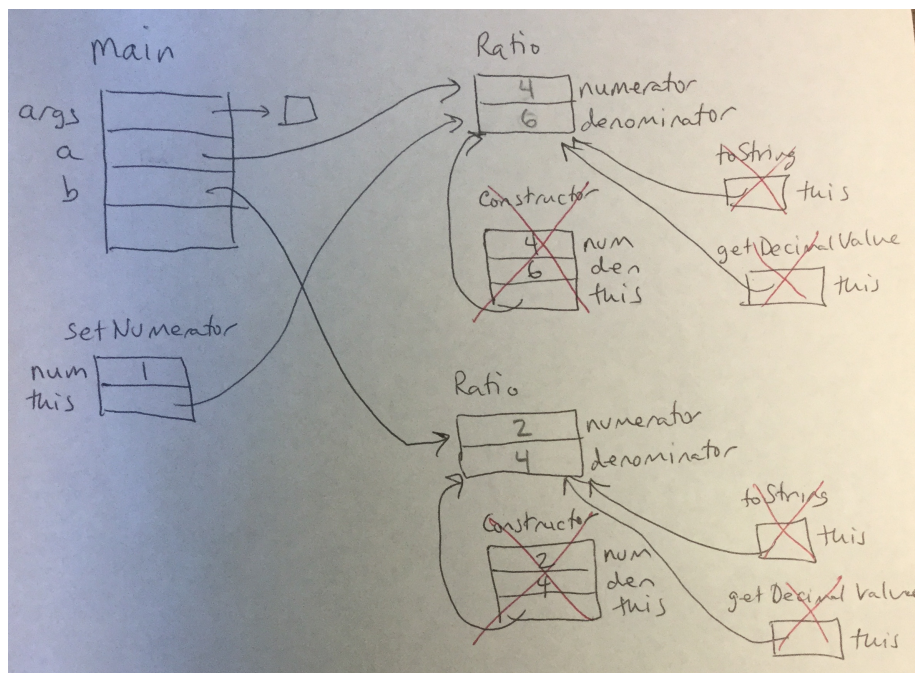 Main
args
a
b
Ratio
4 numerator
6 denominator
toString
this
Constructor
4 num
6 den
this
getDecimalValue
this
setNumerator
num 1
this
Ratio
2 numerator
4 denominator
toString
this
Constructor
2 num
4 den
this
getDecimalValue
this